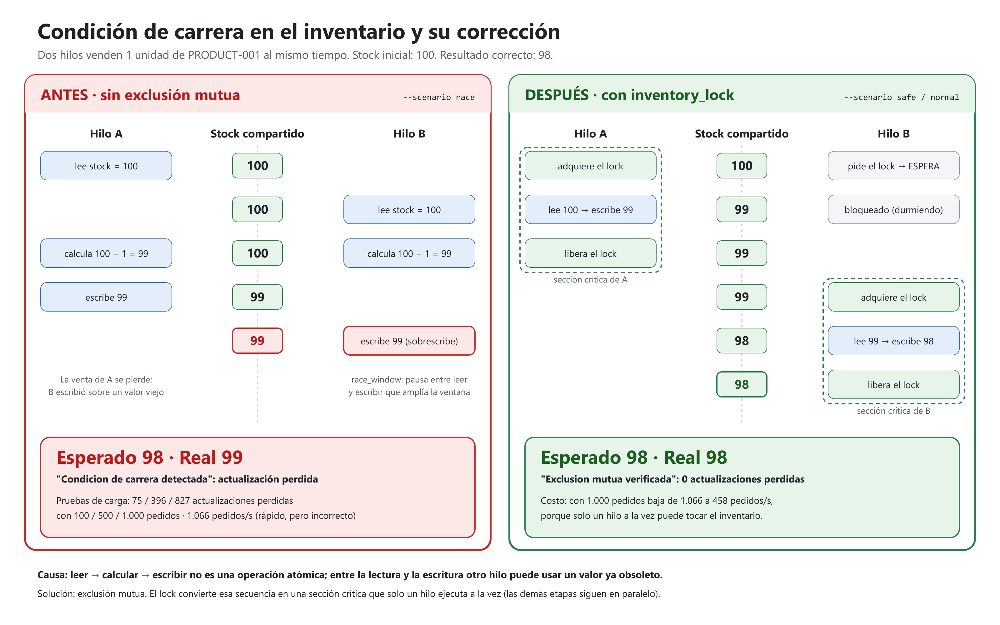 Condición de carrera en el inventario y su corrección
Dos hilos venden 1 unidad de PRODUCT-001 al mismo tiempo. Stock inicial: 100. Resultado correcto: 98.
ANTES · sin exclusión mutua
--scenario race
Hilo A
Stock compartido
Hilo B
lee stock = 100
100
100
lee stock = 100
calcula 100 − 1 = 99
100
calcula 100 − 1 = 99
escribe 99
99
99
escribe 99 (sobrescribe)
La venta de A se pierde:
B escribió sobre un valor viejo
race_window: pausa entre leer
y escribir que amplía la ventana
Esperado 98 · Real 99
"Condicion de carrera detectada": actualización perdida
Pruebas de carga: 75 / 396 / 827 actualizaciones perdidas
con 100 / 500 / 1.000 pedidos · 1.066 pedidos/s (rápido, pero incorrecto)
DESPUÉS · con inventory_lock
--scenario safe / normal
Hilo A
Stock compartido
Hilo B
adquiere el lock
100
pide el lock → ESPERA
lee 100 → escribe 99
99
bloqueado (durmiendo)
libera el lock
99
sección crítica de A
99
adquiere el lock
98
lee 99 → escribe 98
98
libera el lock
sección crítica de B
Esperado 98 · Real 98
"Exclusion mutua verificada": 0 actualizaciones perdidas
Costo: con 1.000 pedidos baja de 1.066 a 458 pedidos/s,
porque solo un hilo a la vez puede tocar el inventario.
Causa: leer → calcular → escribir no es una operación atómica; entre la lectura y la escritura otro hilo puede usar un valor ya obsoleto.
Solución: exclusión mutua. El lock convierte esa secuencia en una sección crítica que solo un hilo ejecuta a la vez (las demás etapas siguen en paralelo).